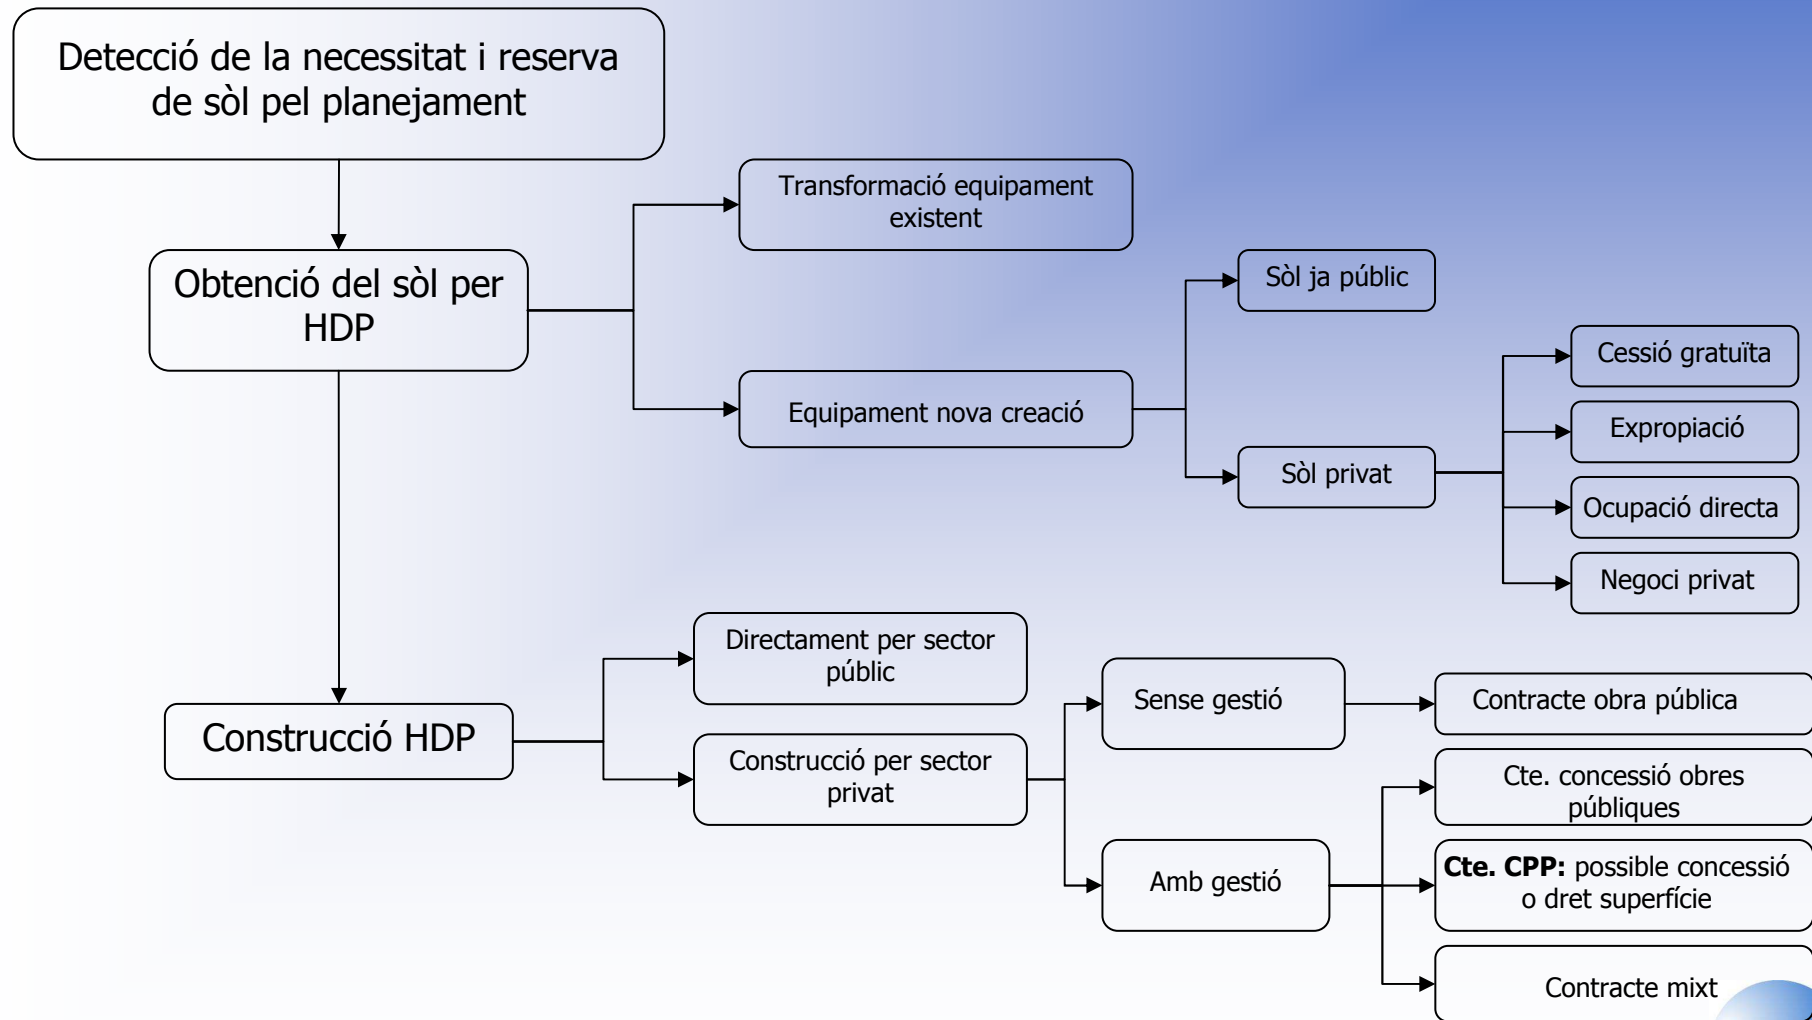 Detecció de la necessitat i reserva
de sòl pel planejament
Obtenció del sòl per
HDP
Transformació equipament
existent
Equipament nova creació
Sòl ja públic
Sòl privat
Cessió gratuïta
Expropiació
Ocupació directa
Negoci privat
Construcció HDP
Directament per sector
públic
Construcció per sector
privat
Sense gestió
Amb gestió
Contracte obra pública
Cte. concessió obres
públiques
Cte. CPP: possible concessió
o dret superfície
Contracte mixt